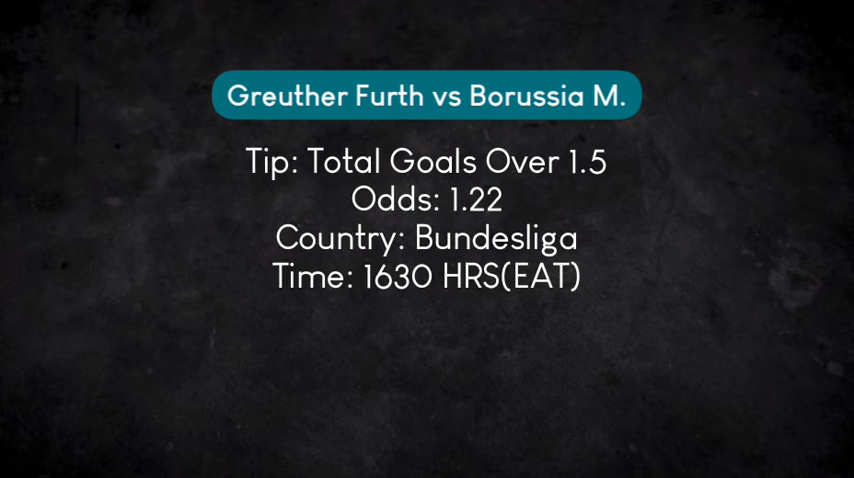 Greuther Furth vs Borussia M.
Tip: Total Goals Over 1.5
Odds: 1.22
Country: Bundesliga
Time: 1630 HRS(EAT)